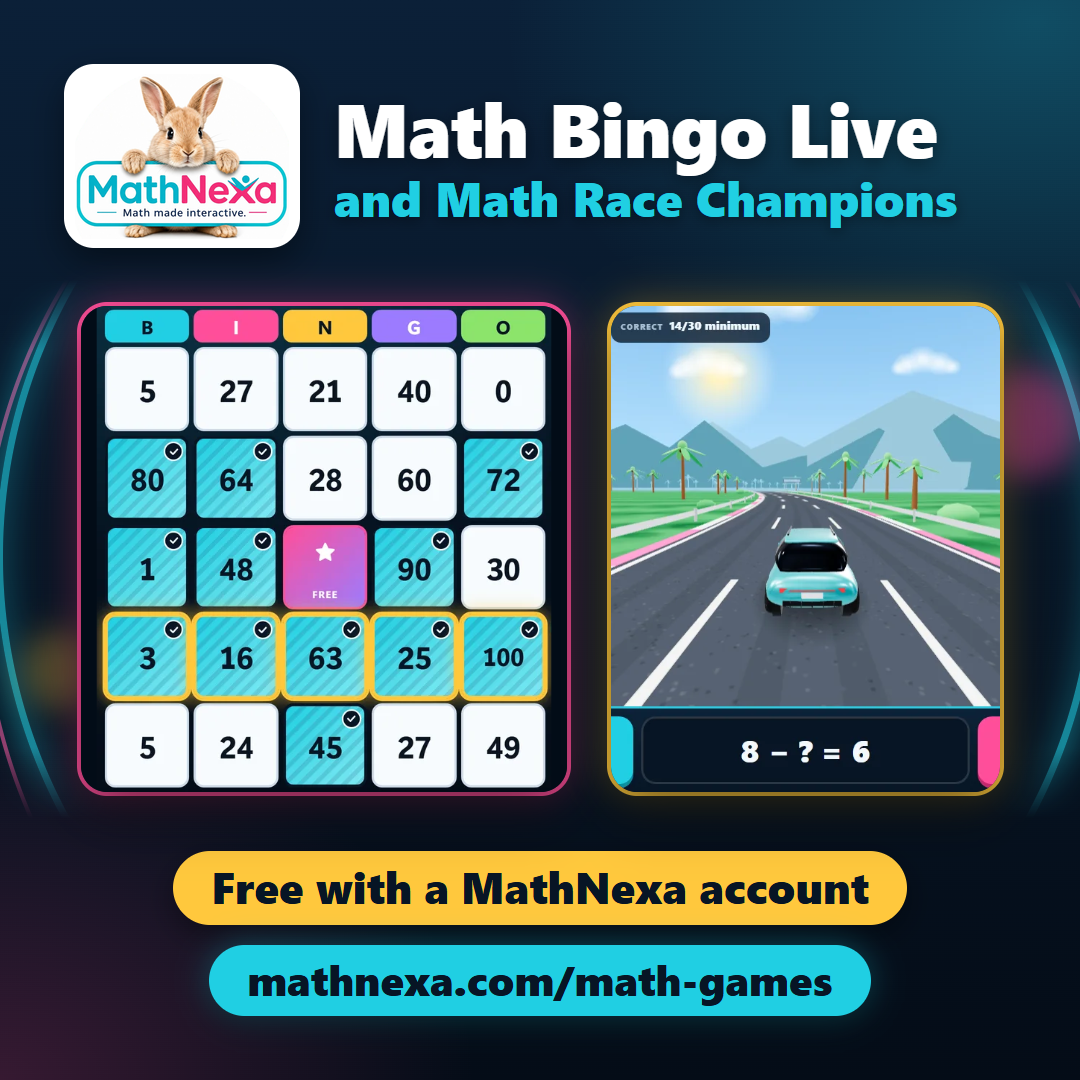 MathNexa
Math made interactive.
Math Bingo Live
and Math Race Champions
B I N G O
5 27 21 40 0
80 64 28 60 72
1 48 FREE 90 30
3 16 63 25 100
5 24 45 27 49
CORRECT 14/30 minimum
8 – ? = 6
Free with a MathNexa account
mathnexa.com/math-games